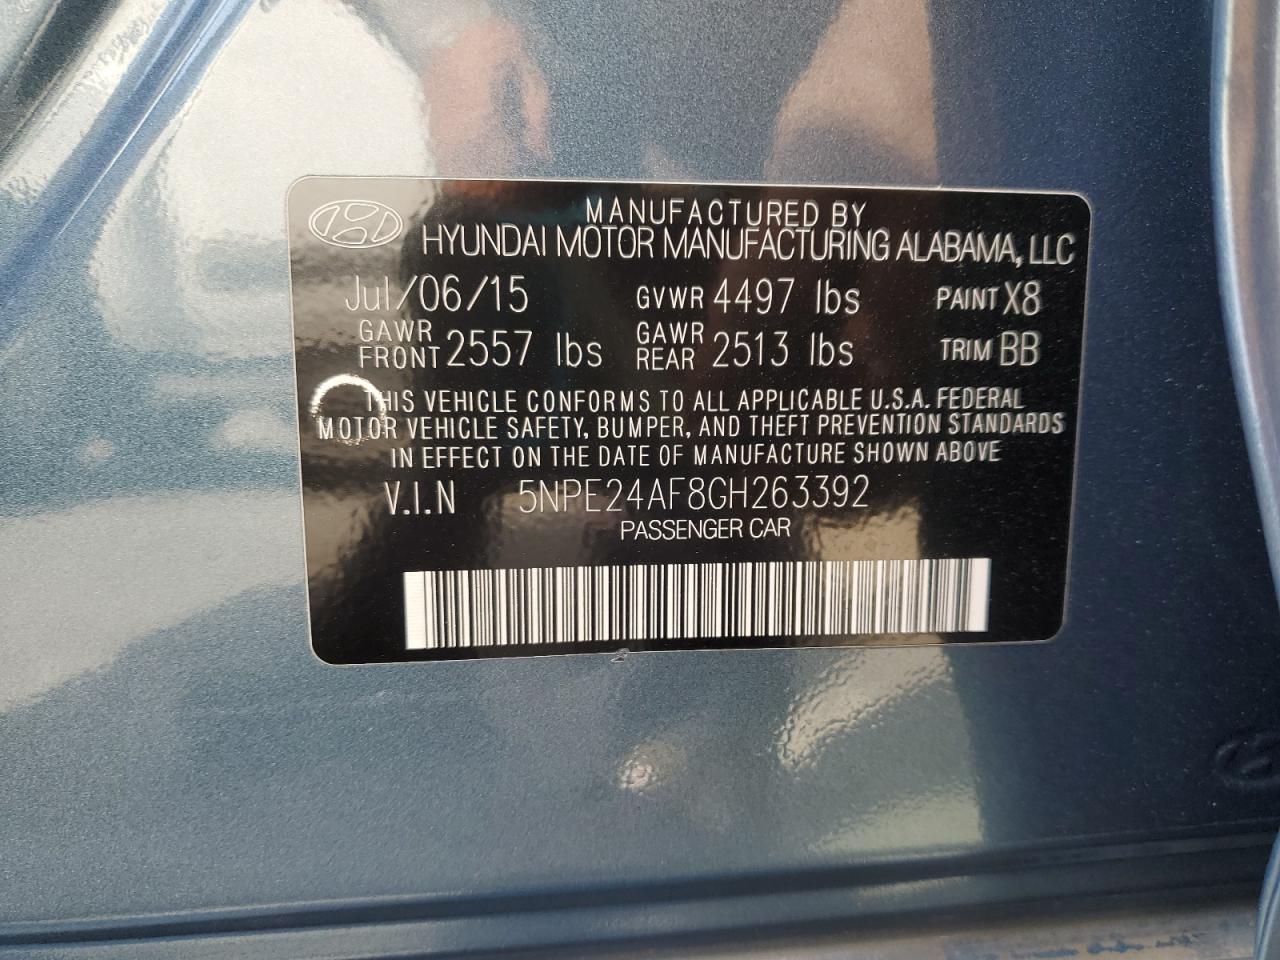 MANUFACTURED BY
HYUNDAI MOTOR MANUFACTURING ALABAMA, LLC
Jul/06/15 GVWR 4497 lbs PAINT X8
GAWR FRONT 2557 lbs GAWR REAR 2513 lbs TRIM BB
THIS VEHICLE CONFORMS TO ALL APPLICABLE U.S.A. FEDERAL
MOTOR VEHICLE SAFETY, BUMPER, AND THEFT PREVENTION STANDARDS
IN EFFECT ON THE DATE OF MANUFACTURE SHOWN ABOVE
V.I.N 5NPE24AF8GH263392
PASSENGER CAR